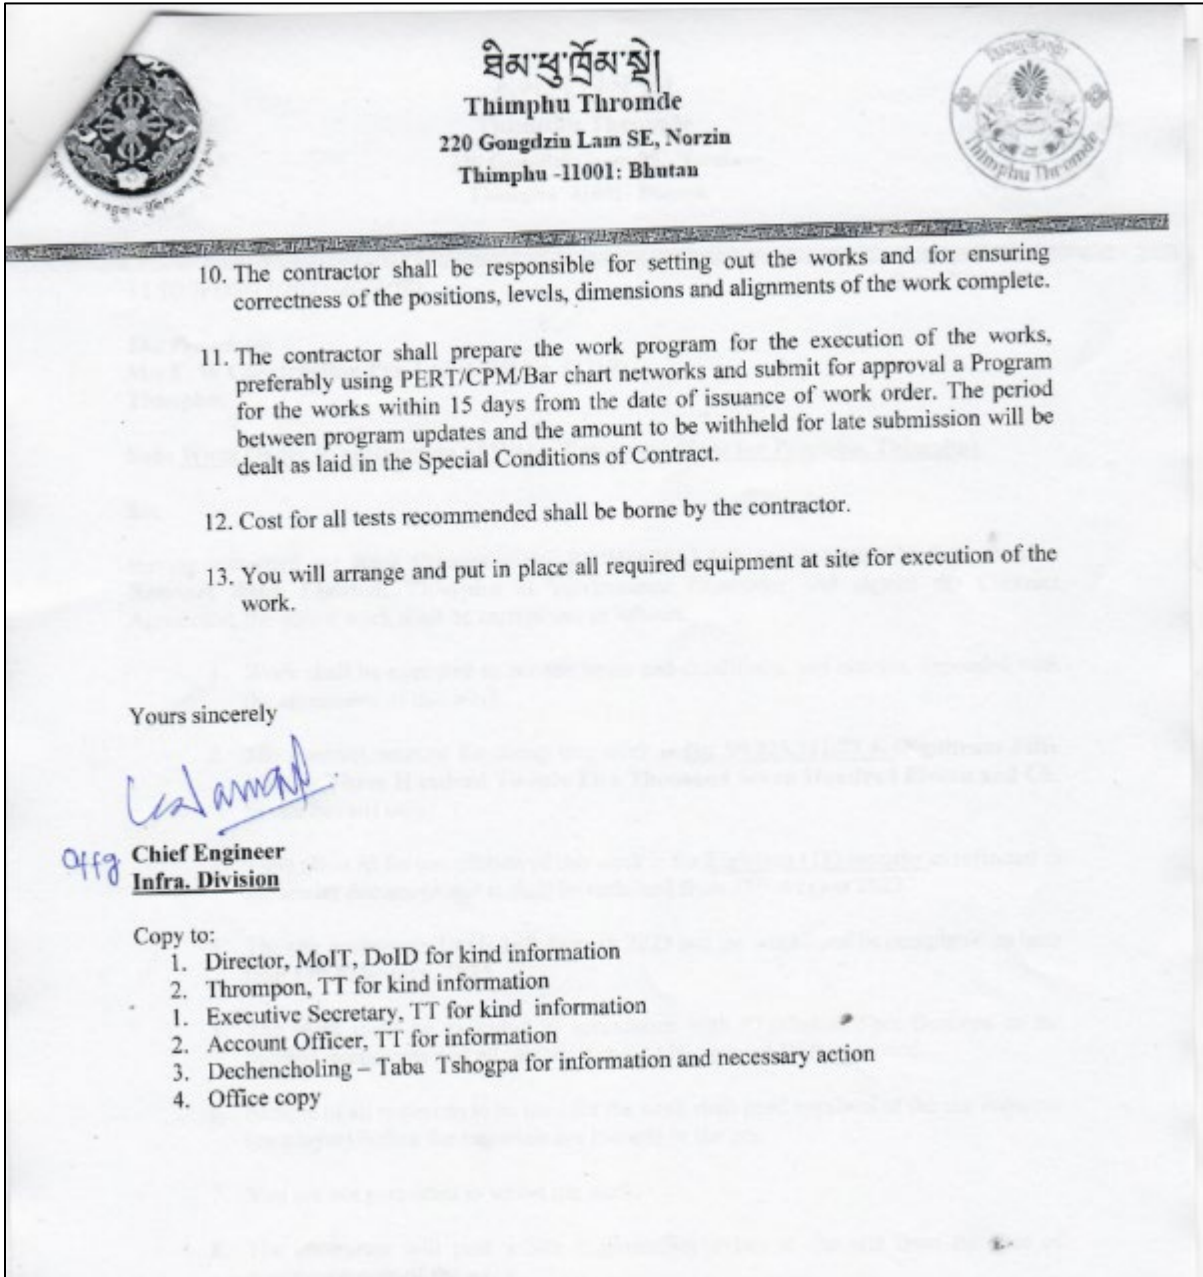 ཐིམ་ཕུ་ཁྲོམ་སྡེ།
Thimphu Thromde
220 Gongdzin Lam SE, Norzin
Thimphu -11001: Bhutan
Thimphu Thromde
10. The contractor shall be responsible for setting out the works and for ensuring
correctness of the positions, levels, dimensions and alignments of the work complete.
11. The contractor shall prepare the work program for the execution of the works,
preferably using PERT/CPM/Bar chart networks and submit for approval a Program
for the works within 15 days from the date of issuance of work order. The period
between program updates and the amount to be withheld for late submission will be
dealt as laid in the Special Conditions of Contract.
12. Cost for all tests recommended shall be borne by the contractor.
13. You will arrange and put in place all required equipment at site for execution of the
work.
Yours sincerely
Offg Chief Engineer
Infra. Division
Copy to:
1. Director, MoIT, DoID for kind information
2. Thrompon, TT for kind information
1. Executive Secretary, TT for kind information
2. Account Officer, TT for information
3. Dechencholing – Taba Tshogpa for information and necessary action
4. Office copy